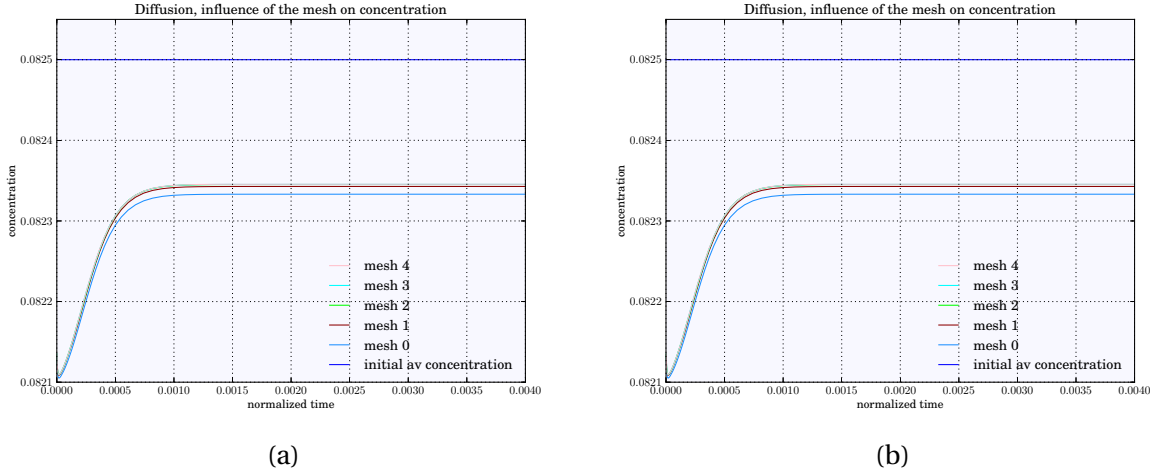 Diffusion, influence of the mesh on concentration
0.0825
0.0824
0.0823
0.0822
0.0821
concentration
mesh 4
mesh 3
mesh 2
mesh 1
mesh 0
initial av concentration
0.0000 0.0005 0.0010 0.0015 0.0020 0.0025 0.0030 0.0035 0.0040
normalized time
(a)
Diffusion, influence of the mesh on concentration
0.0825
0.0824
0.0823
0.0822
0.0821
concentration
mesh 4
mesh 3
mesh 2
mesh 1
mesh 0
initial av concentration
0.0000 0.0005 0.0010 0.0015 0.0020 0.0025 0.0030 0.0035 0.0040
normalized time
(b)